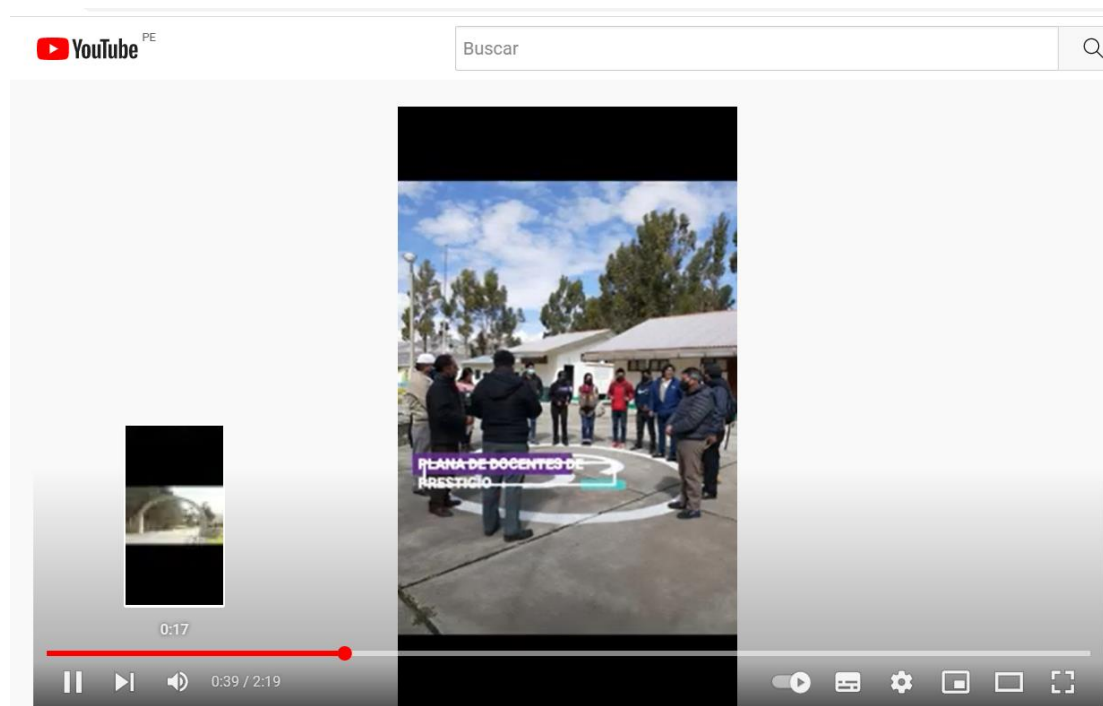 YouTube PE
Buscar
PLANA DE DOCENTES DE
PRESTIGIO
0:17
0:39 / 2:19